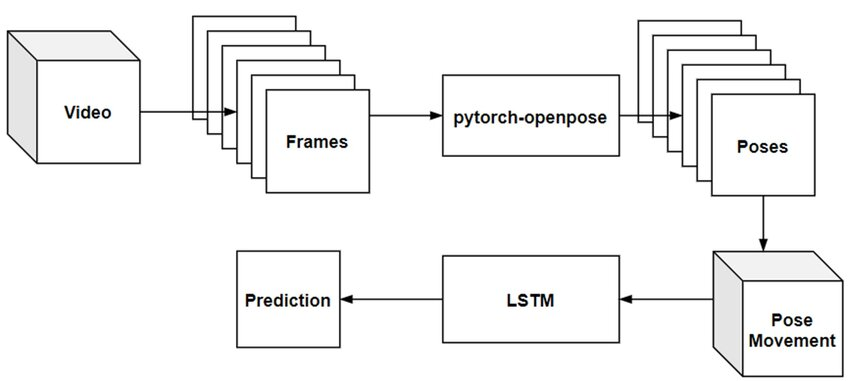 Video
Frames
pytorch-openpose
Poses
Pose
Movement
LSTM
Prediction